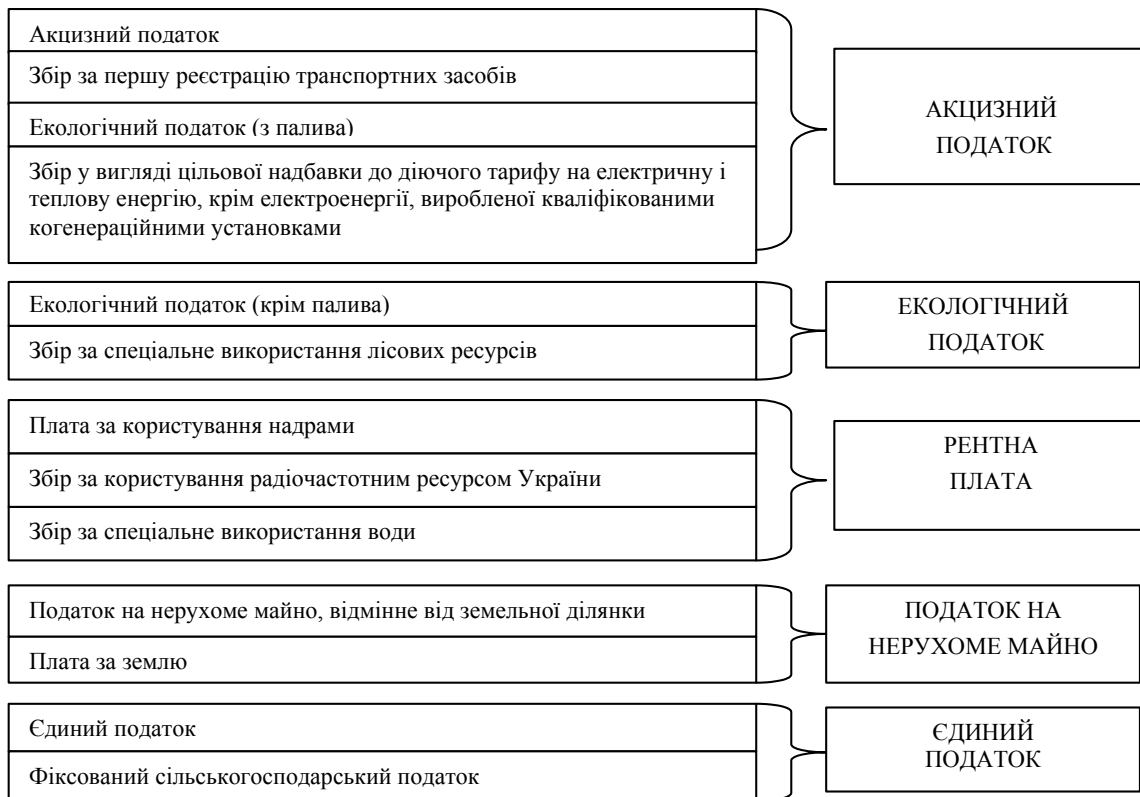 Акцизний податок
Збір за першу реєстрацію транспортних засобів
Екологічний податок (з палива)
Збір у вигляді цільової надбавки до діючого тарифу на електричну і
теплову енергію, крім електроенергії, виробленої кваліфікованими
когенераційними установками
АКЦИЗНИЙ
ПОДАТОК
Екологічний податок (крім палива)
Збір за спеціальне використання лісових ресурсів
ЕКОЛОГІЧНИЙ
ПОДАТОК
Плата за користування надрами
Збір за користування радіочастотним ресурсом України
Збір за спеціальне використання води
РЕНТНА
ПЛАТА
Податок на нерухоме майно, відмінне від земельної ділянки
Плата за землю
ПОДАТОК НА
НЕРУХОМЕ МАЙНО
Єдиний податок
Фіксований сільськогосподарський податок
ЄДИНИЙ
ПОДАТОК